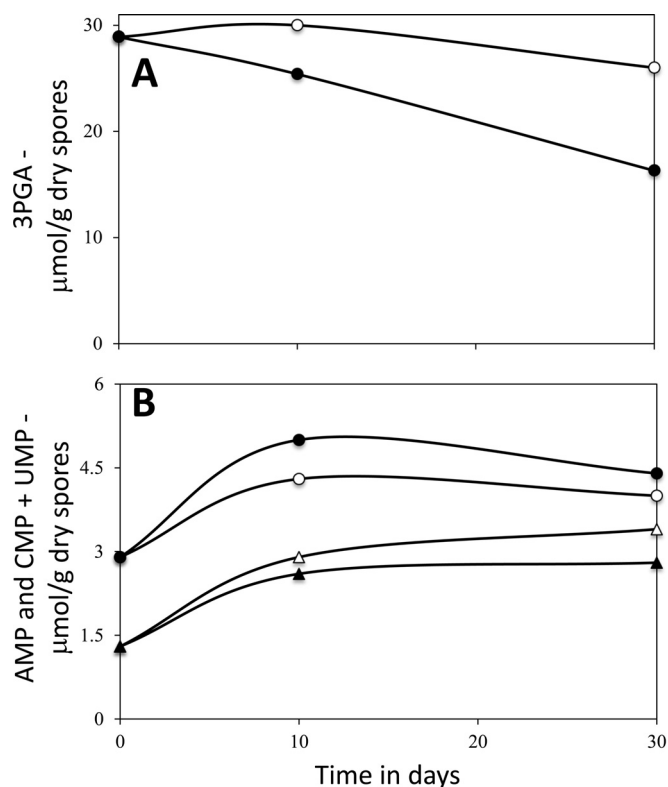 30
20
10
0
A
3PGA -
µmol/g dry spores
6
4.5
3
1.5
0
B
AMP and CMP + UMP -
µmol/g dry spores
0
10
20
30
Time in days